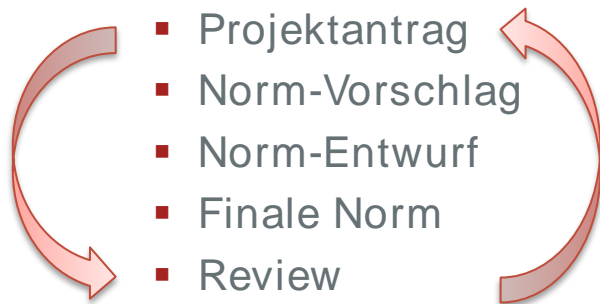 Projektantrag
Norm-Vorschlag
Norm-Entwurf
Finale Norm
Review